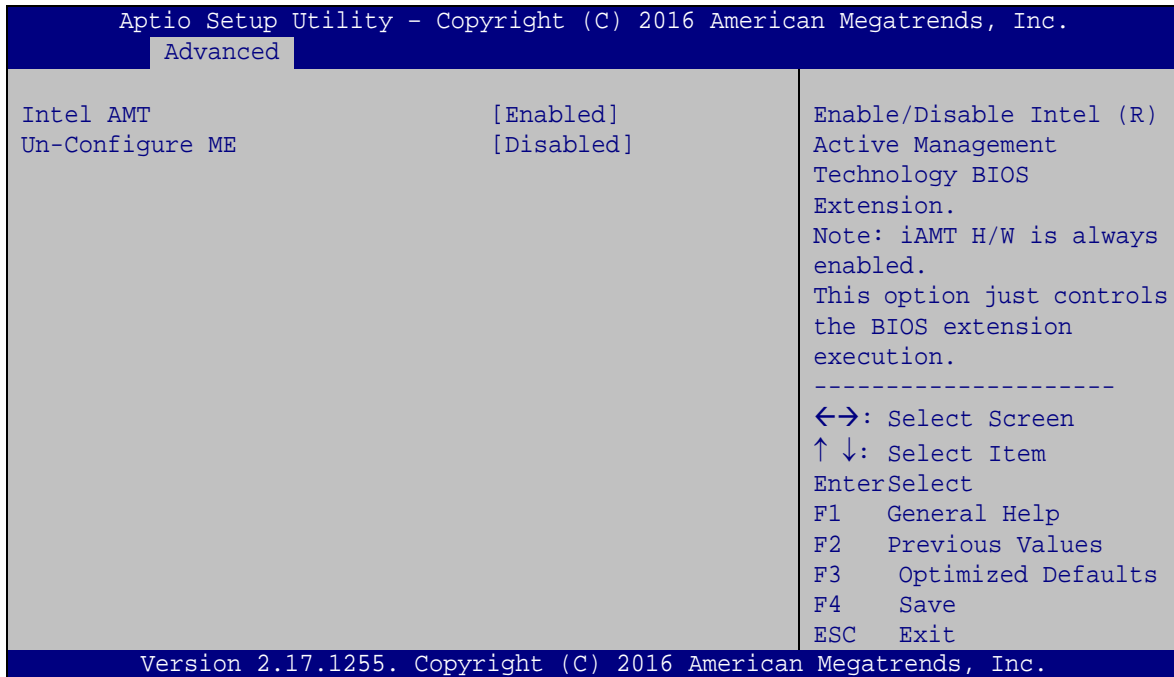 Aptio Setup Utility – Copyright (C) 2016 American Megatrends, Inc.
Advanced
Intel AMT [Enabled]
Un-Configure ME [Disabled]
Enable/Disable Intel (R)
Active Management
Technology BIOS
Extension.
Note: iAMT H/W is always
enabled.
This option just controls
the BIOS extension
execution.
---------------------
←→: Select Screen
↑ ↓: Select Item
EnterSelect
F1 General Help
F2 Previous Values
F3 Optimized Defaults
F4 Save
ESC Exit
Version 2.17.1255. Copyright (C) 2016 American Megatrends, Inc.